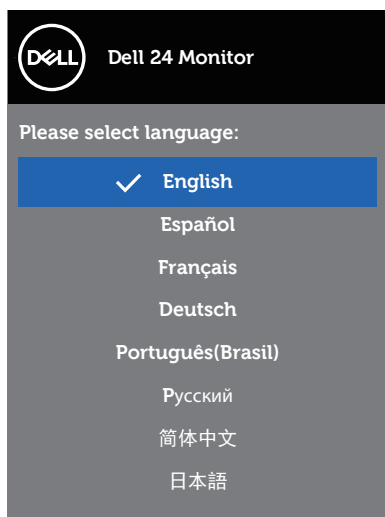 DELL Dell 24 Monitor
Please select language:
English
Español
Français
Deutsch
Português(Brasil)
Русский
简体中文
日本語